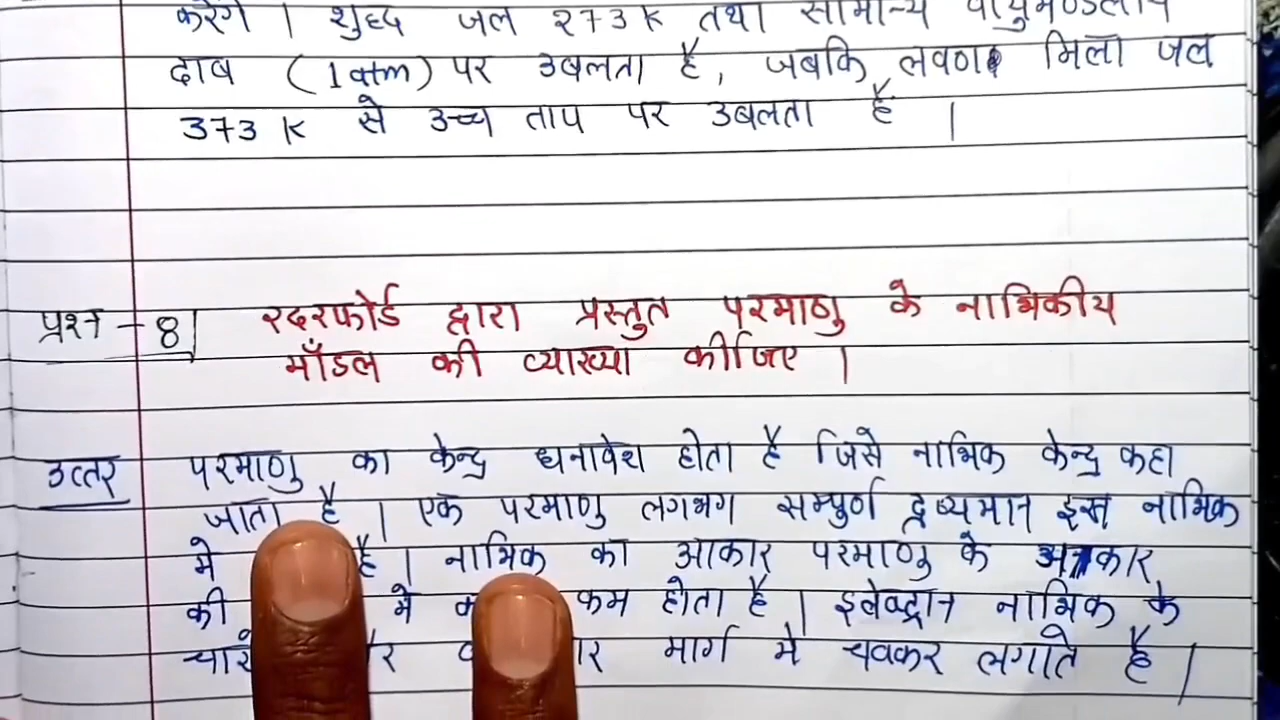 करेंगे । शुद्ध जल 273 K तथा सामान्य वायुमण्डलीय
दाब ( 1 atm ) पर उबलता है , जबकि लवण मिला जल
373 K से उच्च ताप पर उबलता है ।
प्रश्न - 8 रदरफोर्ड द्वारा प्रस्तुत परमाणु के नाभिकीय
मॉडल की व्याख्या कीजिए ।
उत्तर परमाणु का केन्द्र धनावेश होता है जिसे नाभिक केन्द्र कहा
जाता है । एक परमाणु लगभग सम्पुर्ण द्रव्यमान इस नाभिक
मे है । नाभिक का आकार परमाणु के आकार
की मे कम होता है । इलेक्ट्रान नाभिक के
मार्ग मे चक्कर लगाते है ।